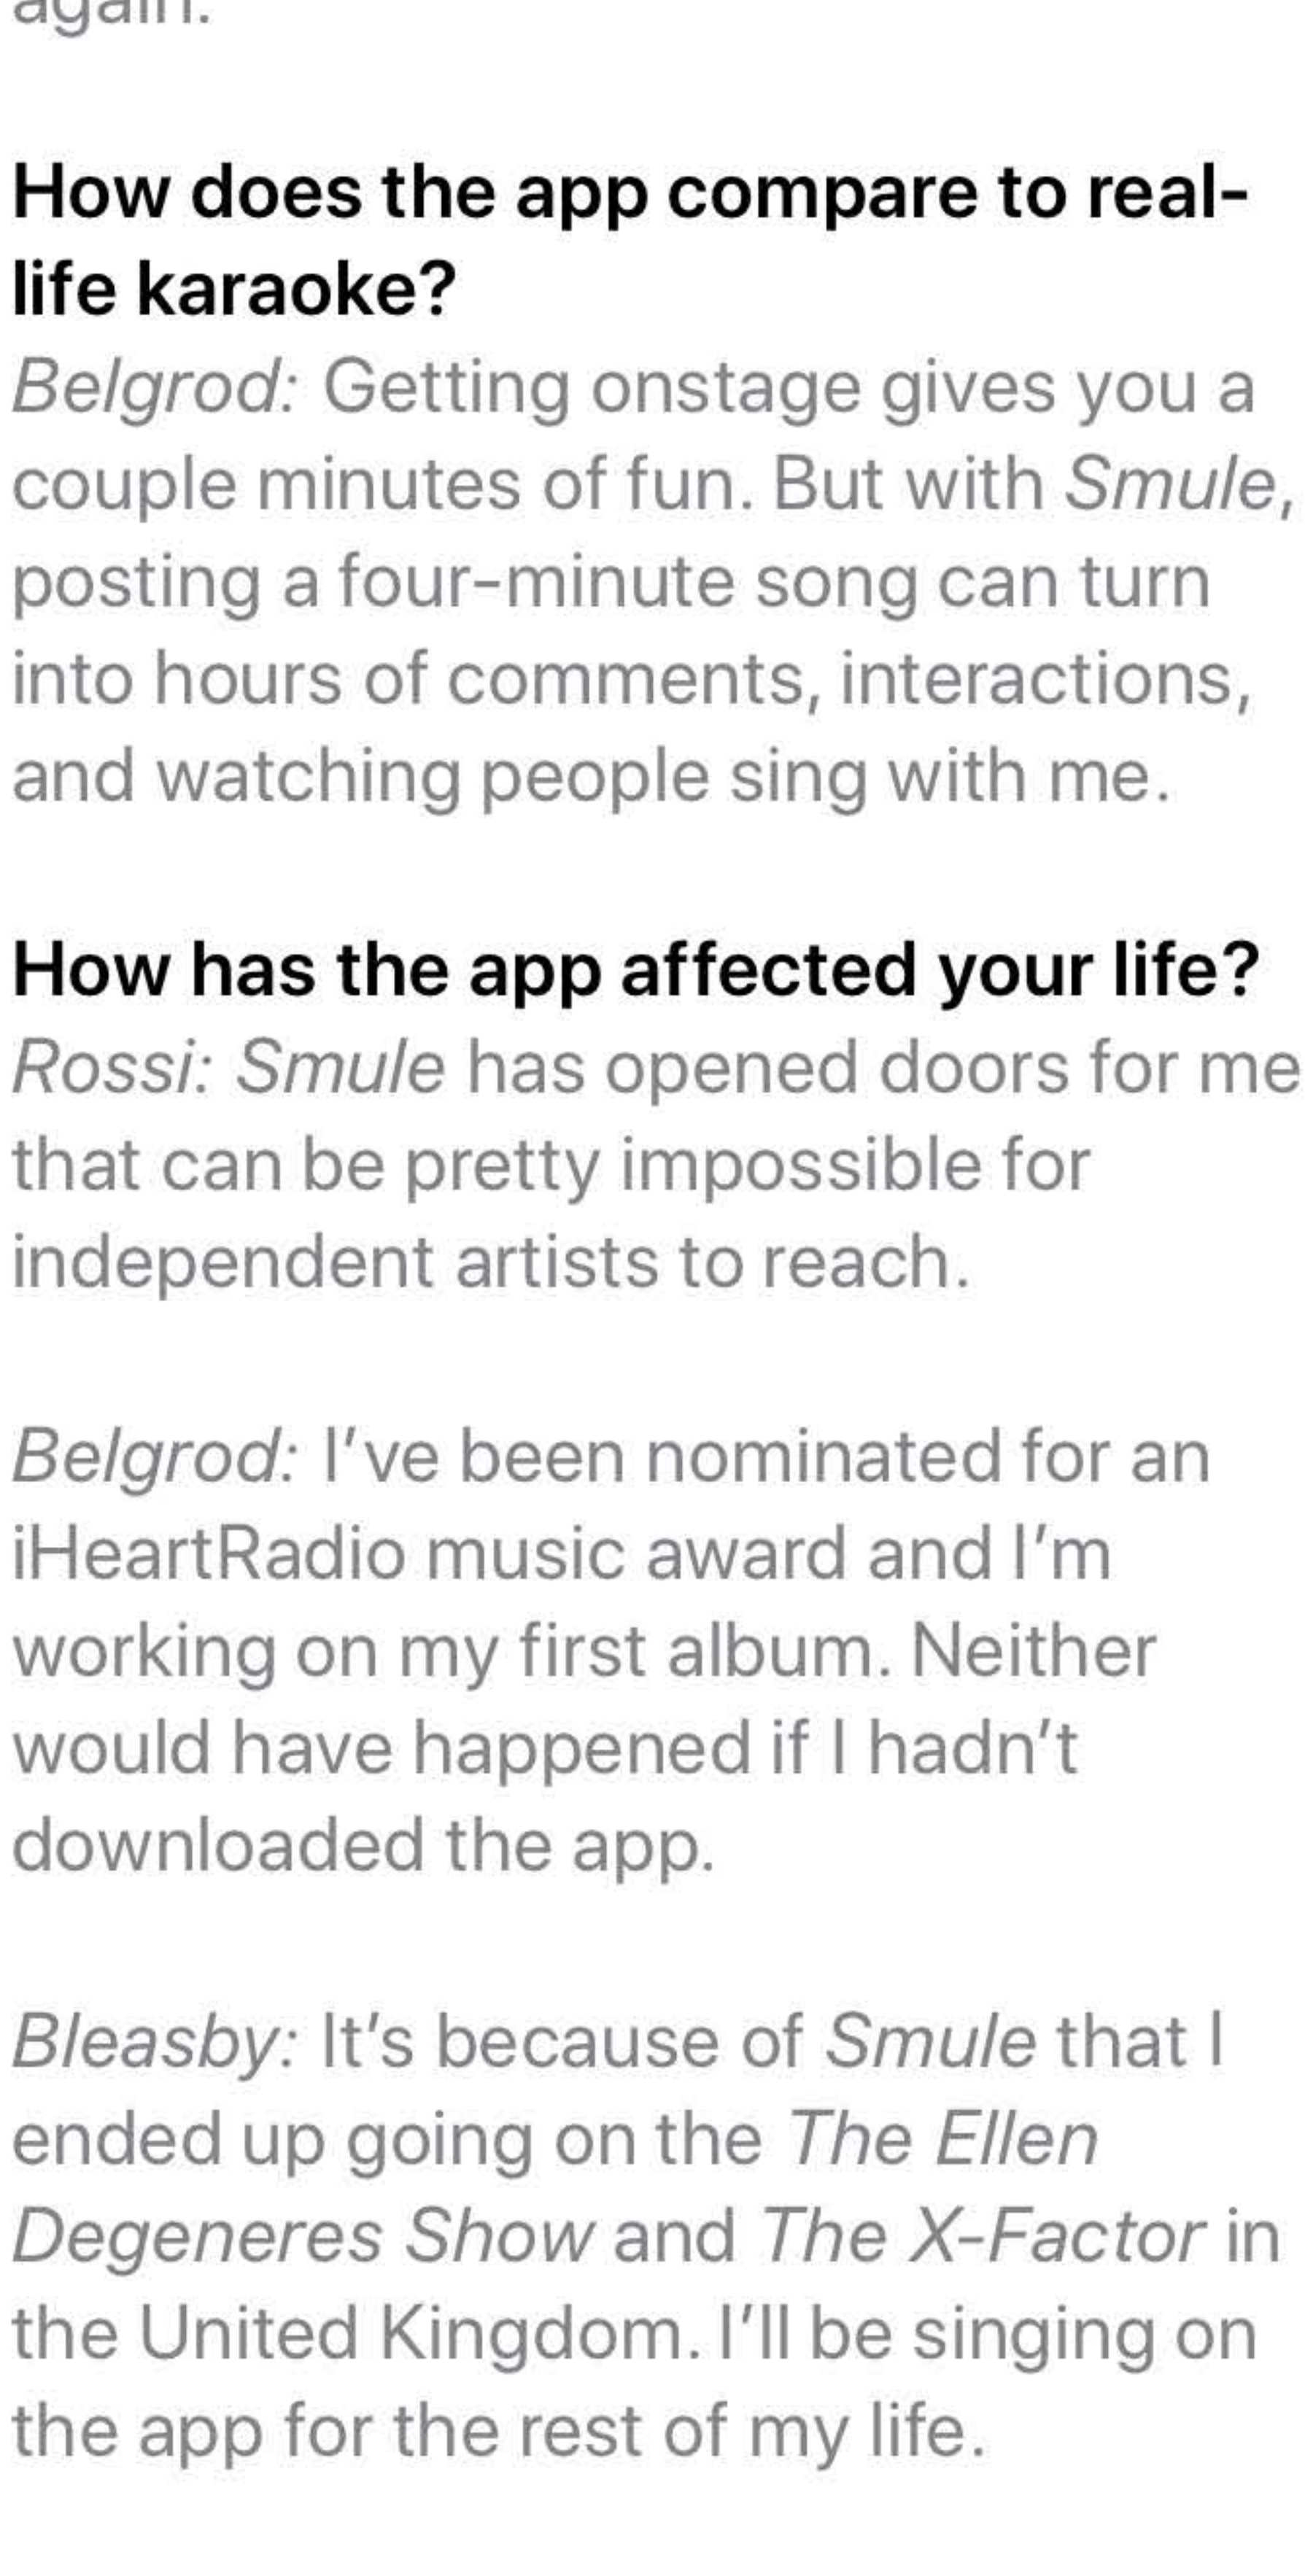 again.
How does the app compare to real-
life karaoke?
Belgrod: Getting onstage gives you a
couple minutes of fun. But with Smule,
posting a four-minute song can turn
into hours of comments, interactions,
and watching people sing with me.
How has the app affected your life?
Rossi: Smule has opened doors for me
that can be pretty impossible for
independent artists to reach.
Belgrod: I’ve been nominated for an
iHeartRadio music award and I’m
working on my first album. Neither
would have happened if I hadn’t
downloaded the app.
Bleasby: It’s because of Smule that I
ended up going on the The Ellen
Degeneres Show and The X-Factor in
the United Kingdom. I’ll be singing on
the app for the rest of my life.